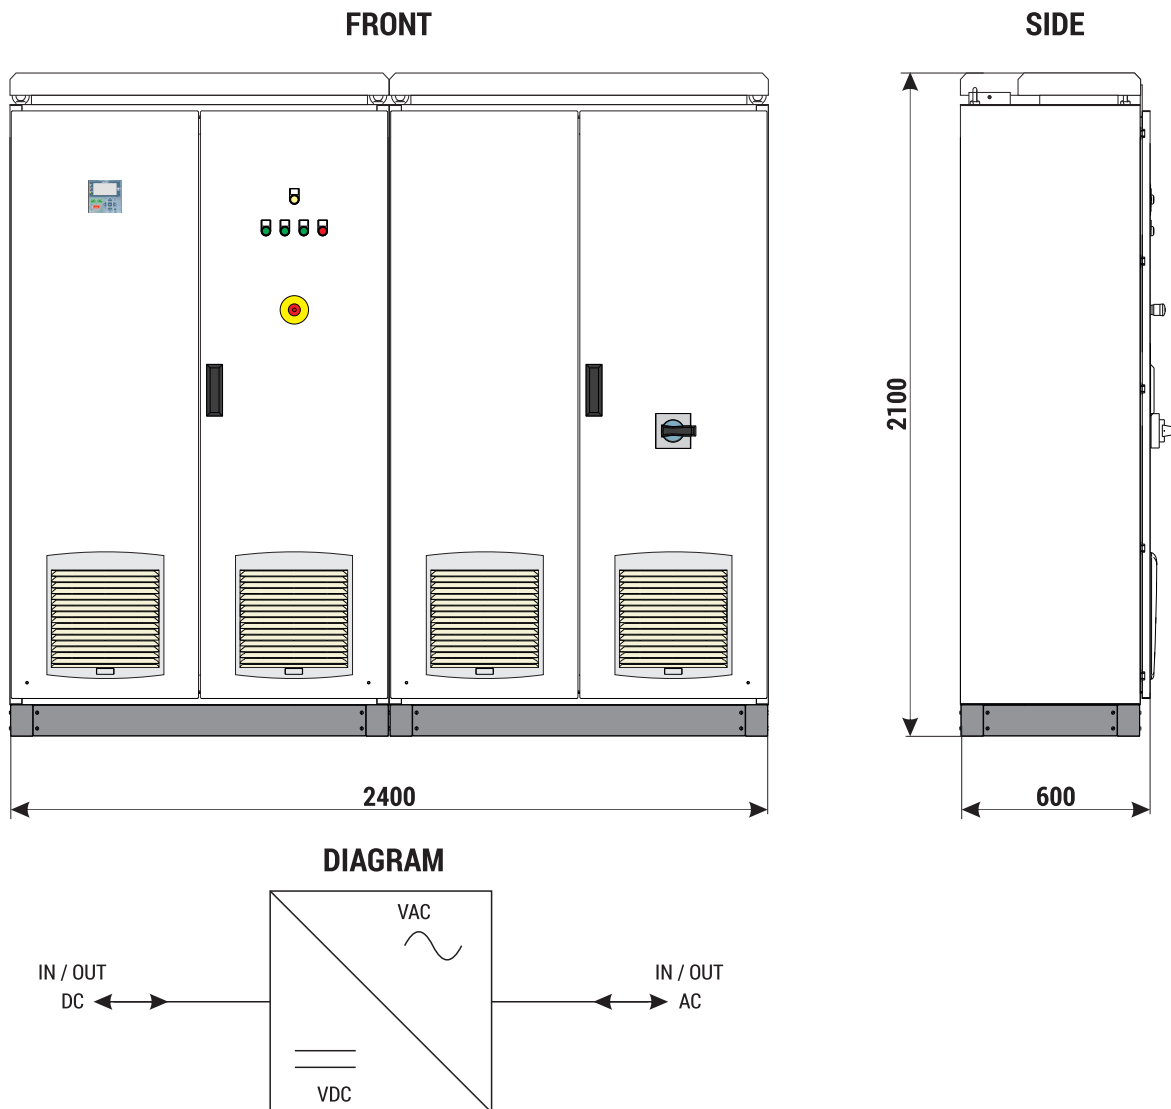 FRONT
SIDE
2100
2400
600
DIAGRAM
VAC
IN / OUT
DC
IN / OUT
AC
VDC